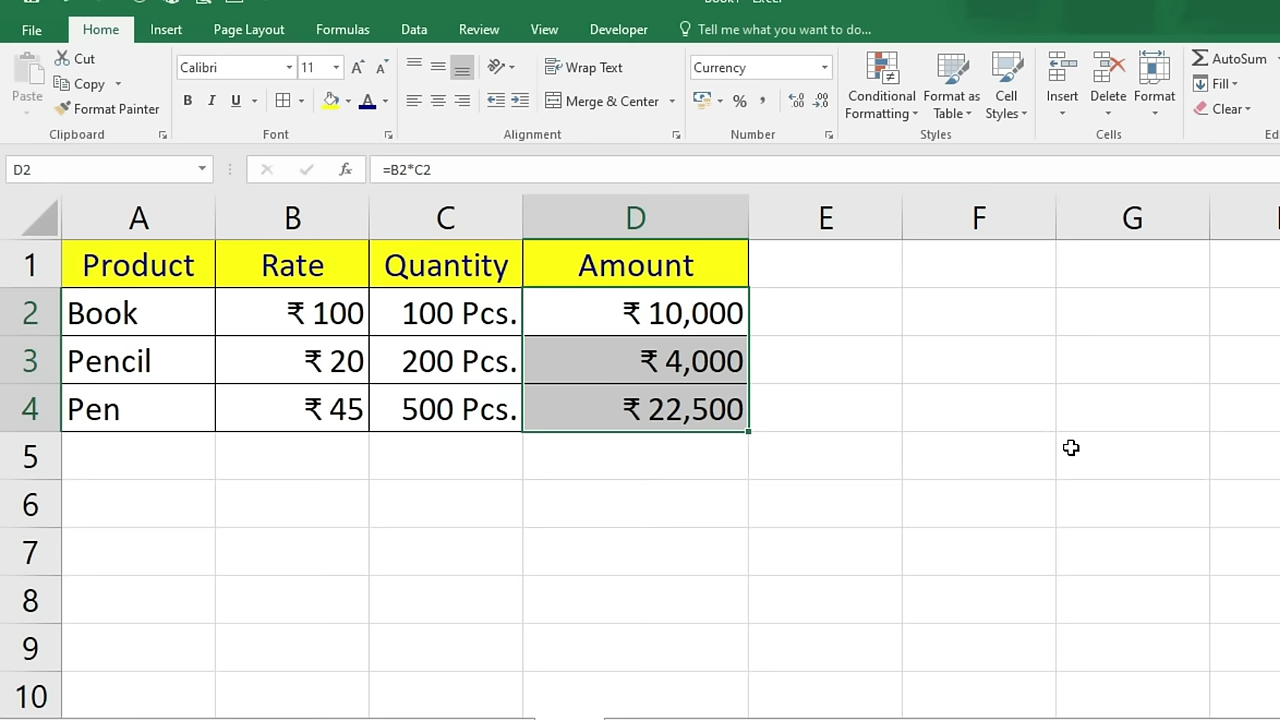 File Home Insert Page Layout Formulas Data Review View Developer Tell me what you want to do...
Cut
Copy
Format Painter
Paste
Clipboard
Calibri 11
B I U
Font
Wrap Text
Merge & Center
Alignment
Currency
%
Number
Conditional Formatting
Format as Table
Cell Styles
Styles
Insert Delete Format
Cells
AutoSum
Fill
Clear
D2 fx =B2*C2
A B C D E F G
1 Product Rate Quantity Amount
2 Book ₹ 100 100 Pcs. ₹ 10,000
3 Pencil ₹ 20 200 Pcs. ₹ 4,000
4 Pen ₹ 45 500 Pcs. ₹ 22,500
5
6
7
8
9
10